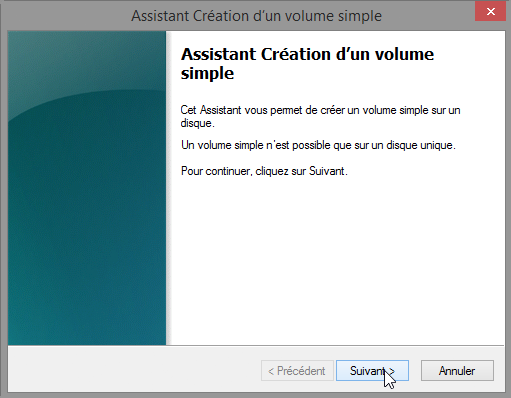 Assistant Création d'un volume simple
Assistant Création d'un volume
simple
Cet Assistant vous permet de créer un volume simple sur un
disque.
Un volume simple n'est possible que sur un disque unique.
Pour continuer, cliquez sur Suivant.
< Précédent
Suivant >
Annuler